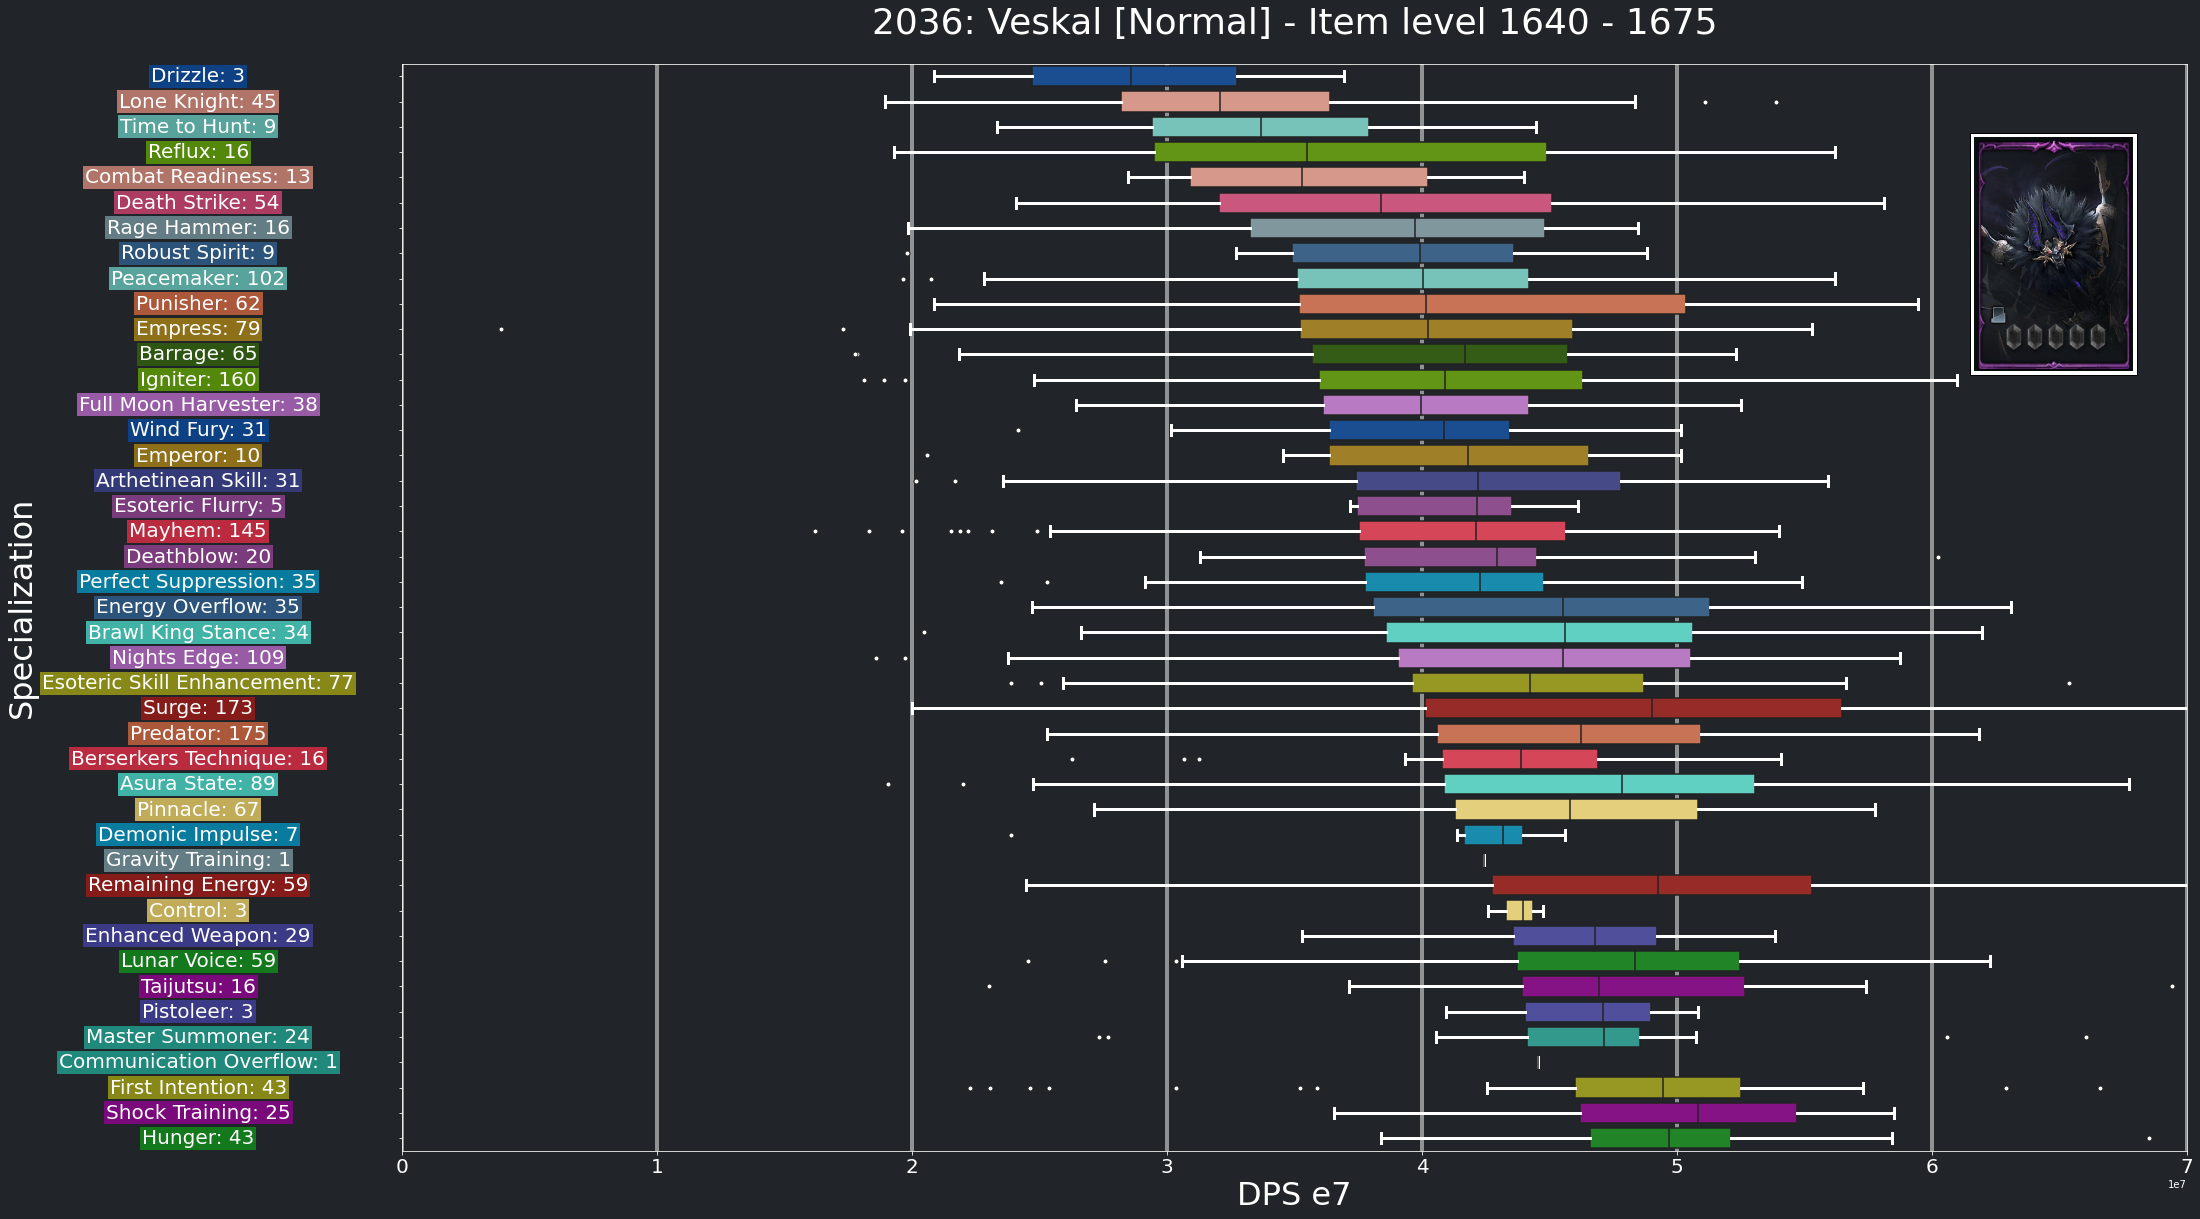 2036: Veskal [Normal] - Item level 1640 - 1675
Specialization
Drizzle: 3
Lone Knight: 45
Time to Hunt: 9
Reflux: 16
Combat Readiness: 13
Death Strike: 54
Rage Hammer: 16
Robust Spirit: 9
Peacemaker: 102
Punisher: 62
Empress: 79
Barrage: 65
Igniter: 160
Full Moon Harvester: 38
Wind Fury: 31
Emperor: 10
Arthetinean Skill: 31
Esoteric Flurry: 5
Mayhem: 145
Deathblow: 20
Perfect Suppression: 35
Energy Overflow: 35
Brawl King Stance: 34
Nights Edge: 109
Esoteric Skill Enhancement: 77
Surge: 173
Predator: 175
Berserkers Technique: 16
Asura State: 89
Pinnacle: 67
Demonic Impulse: 7
Gravity Training: 1
Remaining Energy: 59
Control: 3
Enhanced Weapon: 29
Lunar Voice: 59
Taijutsu: 16
Pistoleer: 3
Master Summoner: 24
Communication Overflow: 1
First Intention: 43
Shock Training: 25
Hunger: 43
0 1 2 3 4 5 6 7
1e7
DPS e7